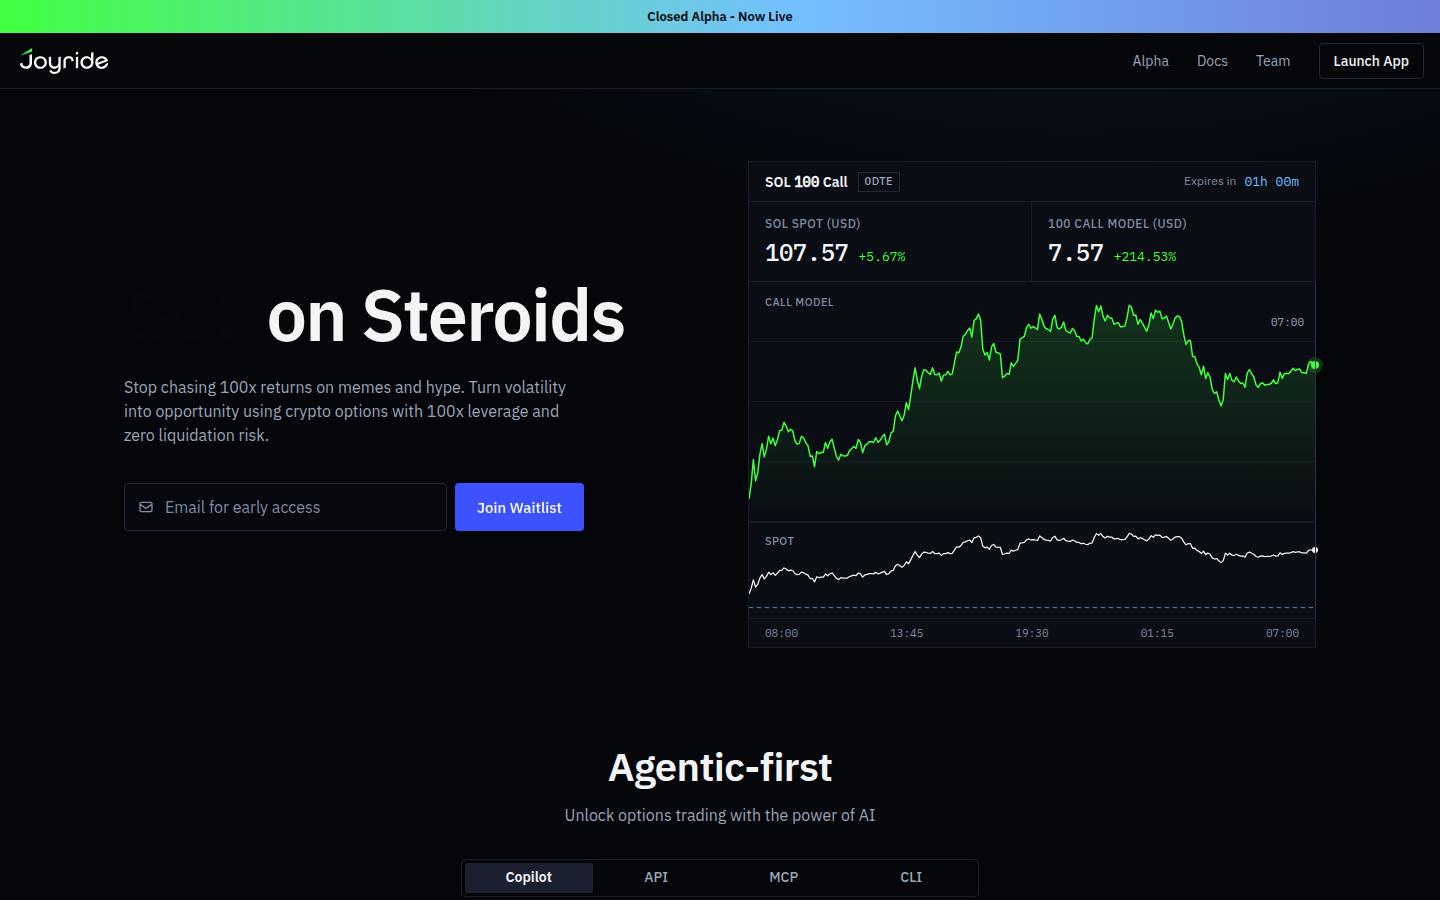 Closed Alpha - Now Live
Joyride
Alpha
Docs
Team
Launch App
SOL 100 Call
0DTE
Expires in 01h 00m
SOL SPOT (USD)
107.57 +5.67%
100 CALL MODEL (USD)
7.57 +214.53%
CALL MODEL
07:00
SPOT
08:00
13:45
19:30
01:15
07:00
on Steroids
Stop chasing 100x returns on memes and hype. Turn volatility
into opportunity using crypto options with 100x leverage and
zero liquidation risk.
Email for early access
Join Waitlist
Agentic-first
Unlock options trading with the power of AI
Copilot
API
MCP
CLI